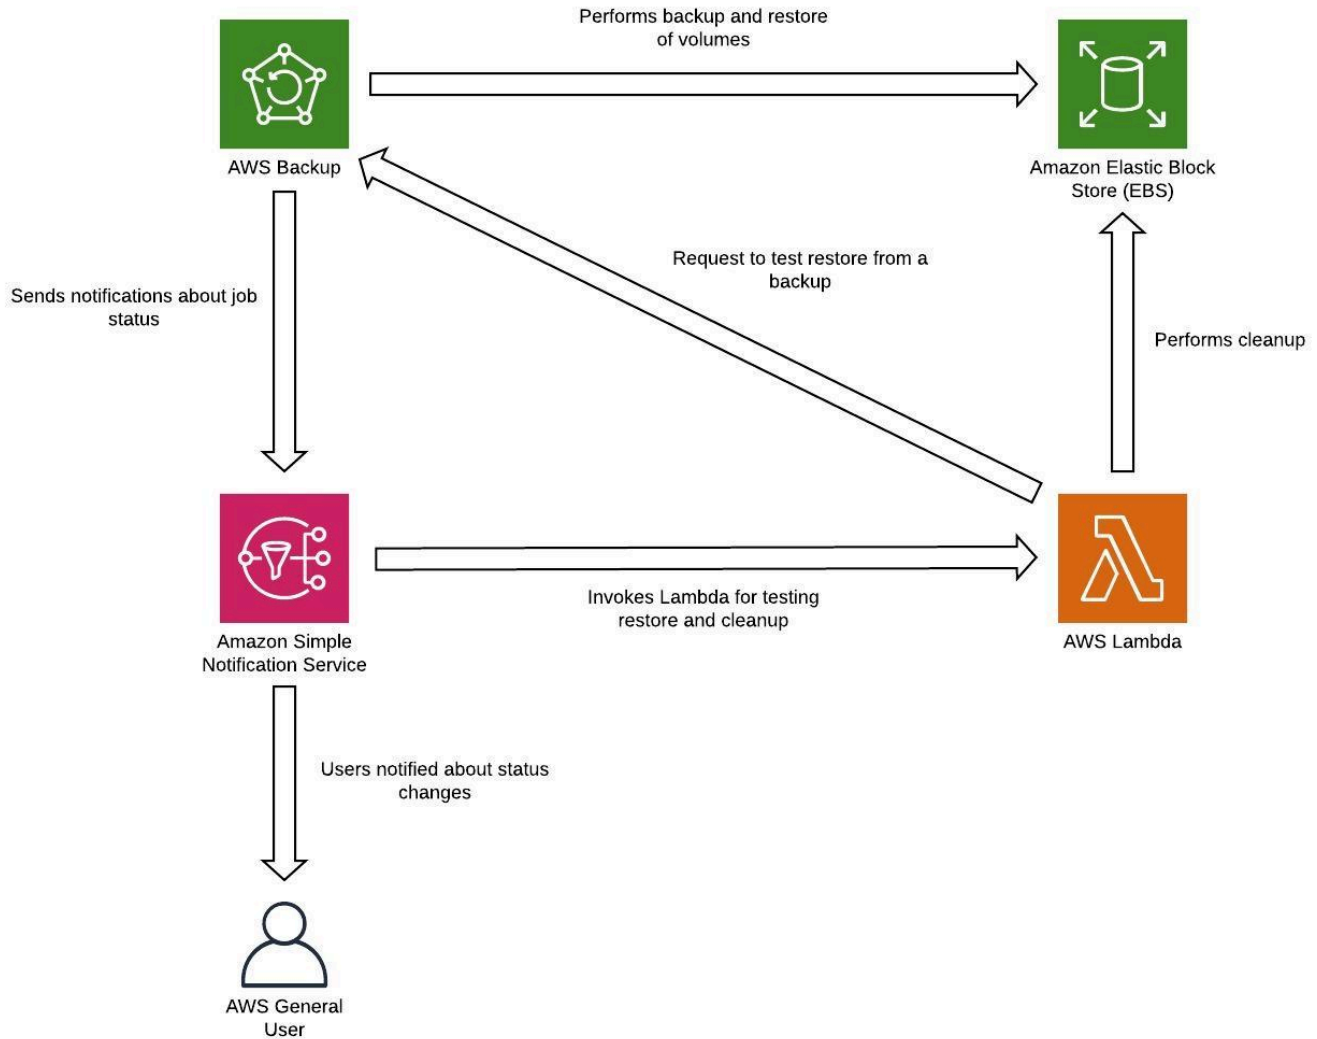 Performs backup and restore
of volumes
AWS Backup
Amazon Elastic Block
Store (EBS)
Request to test restore from a
backup
Sends notifications about job
status
Performs cleanup
Invokes Lambda for testing
restore and cleanup
Amazon Simple
Notification Service
AWS Lambda
Users notified about status
changes
AWS General
User